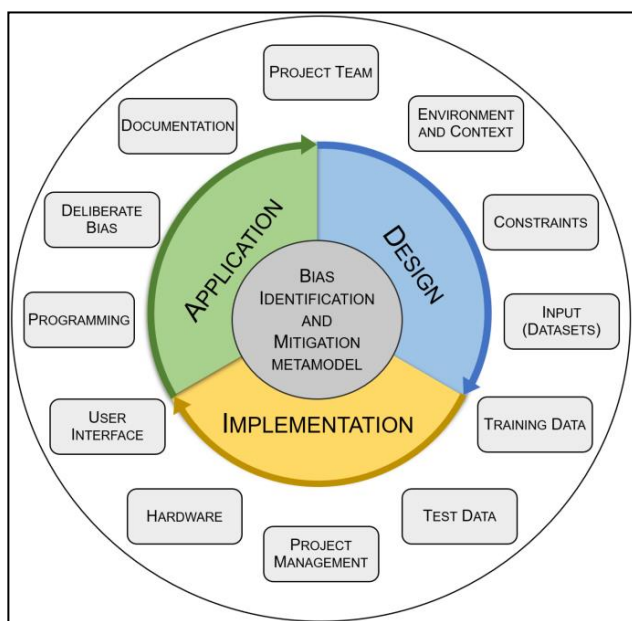 PROJECT TEAM
ENVIRONMENT
AND CONTEXT
CONSTRAINTS
INPUT
(DATASETS)
TRAINING DATA
TEST DATA
PROJECT
MANAGEMENT
HARDWARE
USER
INTERFACE
PROGRAMMING
DELIBERATE
BIAS
DOCUMENTATION
APPLICATION
DESIGN
IMPLEMENTATION
BIAS
IDENTIFICATION
AND
MITIGATION
METAMODEL